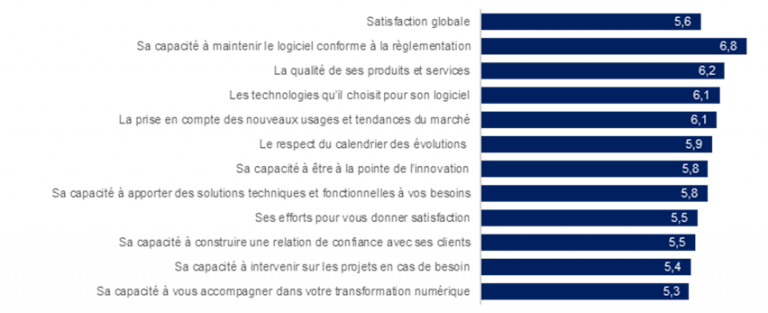 Satisfaction globale 5,6
Sa capacité à maintenir le logiciel conforme à la règlementation 6,8
La qualité de ses produits et services 6,2
Les technologies qu'il choisit pour son logiciel 6,1
La prise en compte des nouveaux usages et tendances du marché 6,1
Le respect du calendrier des évolutions 5,9
Sa capacité à être à la pointe de l'innovation 5,8
Sa capacité à apporter des solutions techniques et fonctionnelles à vos besoins 5,8
Ses efforts pour vous donner satisfaction 5,5
Sa capacité à construire une relation de confiance avec ses clients 5,5
Sa capacité à intervenir sur les projets en cas de besoin 5,4
Sa capacité à vous accompagner dans votre transformation numérique 5,3